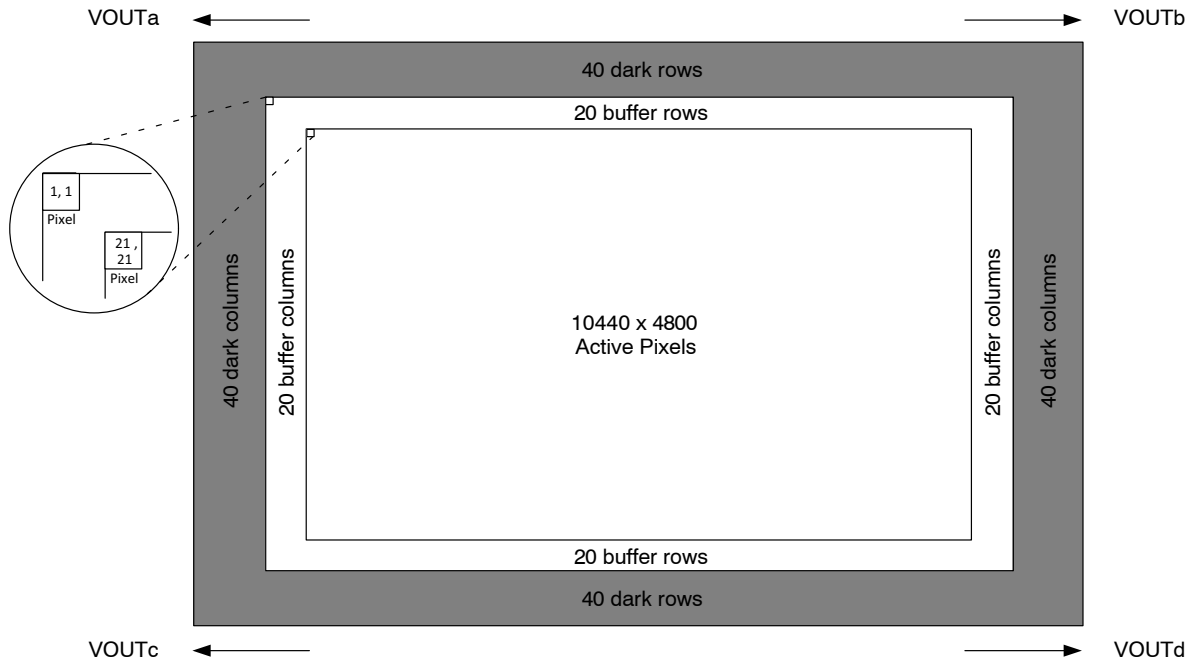 VOUTa
VOUTb
40 dark rows
20 buffer rows
1, 1
Pixel
21 ,
21
Pixel
40 dark columns
20 buffer columns
10440 x 4800
Active Pixels
20 buffer columns
40 dark columns
20 buffer rows
40 dark rows
VOUTc
VOUTd